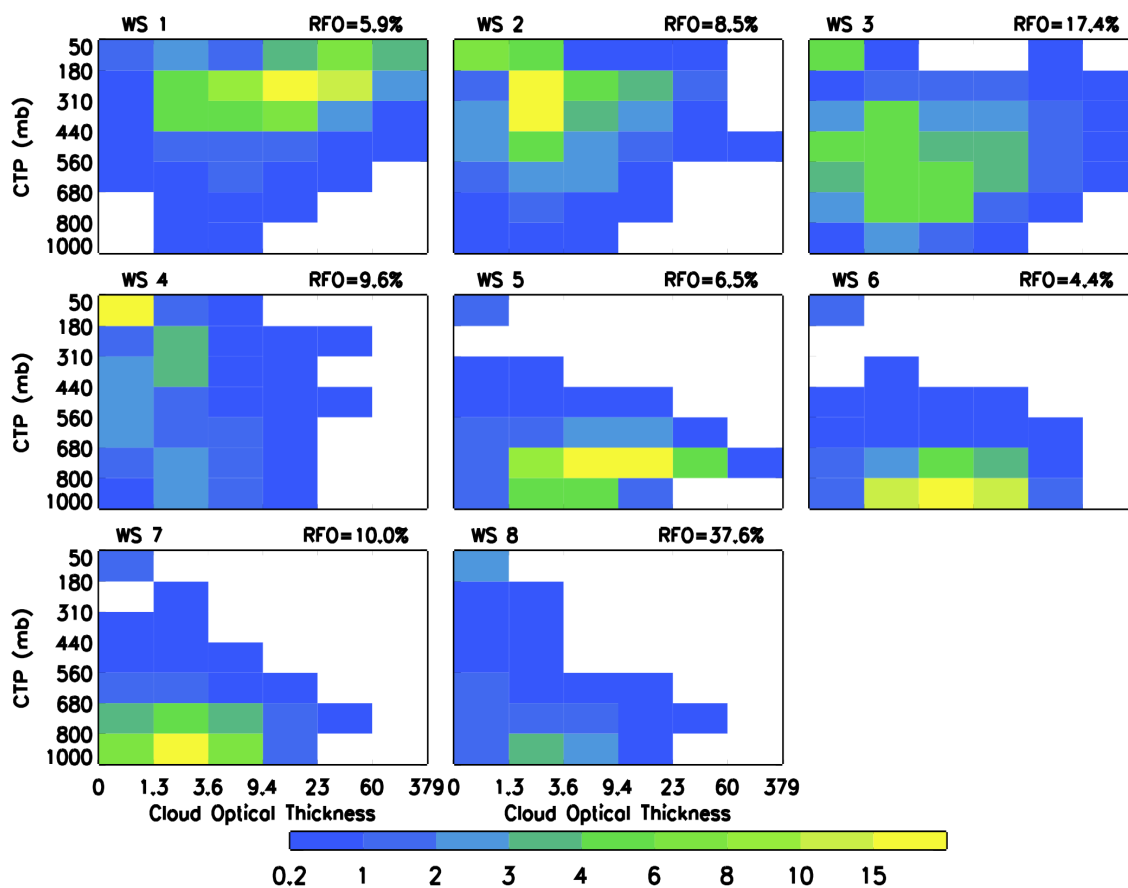 WS 1 RFO=5.9% WS 2 RFO=8.5% WS 3 RFO=17.4%
50
180
310
440
560
680
800
1000
CTP (mb)
WS 4 RFO=9.6% WS 5 RFO=6.5% WS 6 RFO=4.4%
50
180
310
440
560
680
800
1000
CTP (mb)
WS 7 RFO=10.0% WS 8 RFO=37.6%
50
180
310
440
560
680
800
1000
CTP (mb)
0 1.3 3.6 9.4 23 60 379 0 1.3 3.6 9.4 23 60 379
Cloud Optical Thickness Cloud Optical Thickness
0.2 1 2 3 4 6 8 10 15